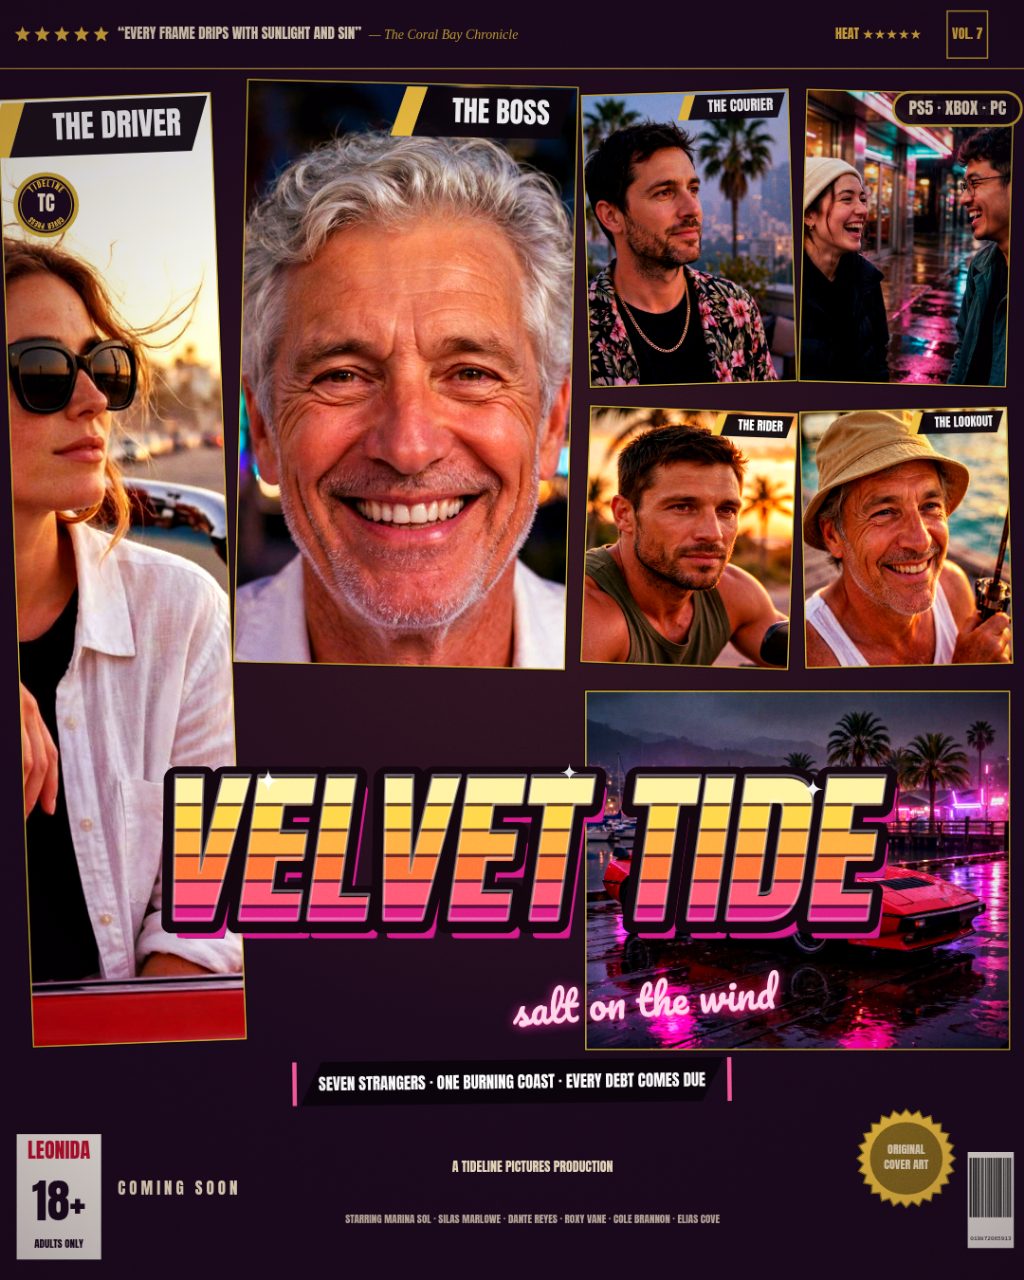 ★★★★★ “EVERY FRAME DRIPS WITH SUNLIGHT AND SIN” — The Coral Bay Chronicle
HEAT ★★★★★
VOL. 7
THE DRIVER
THE BOSS
THE COURIER
PS5 · XBOX · PC
TIDELINE
TC
COVER PRESS
THE RIDER
THE LOOKOUT
VELVET TIDE
salt on the wind
SEVEN STRANGERS · ONE BURNING COAST · EVERY DEBT COMES DUE
LEONIDA
18+
ADULTS ONLY
COMING SOON
A TIDELINE PICTURES PRODUCTION
STARRING MARINA SOL · SILAS MARLOWE · DANTE REYES · ROXY VANE · COLE BRANNON · ELIAS COVE
ORIGINAL
COVER ART